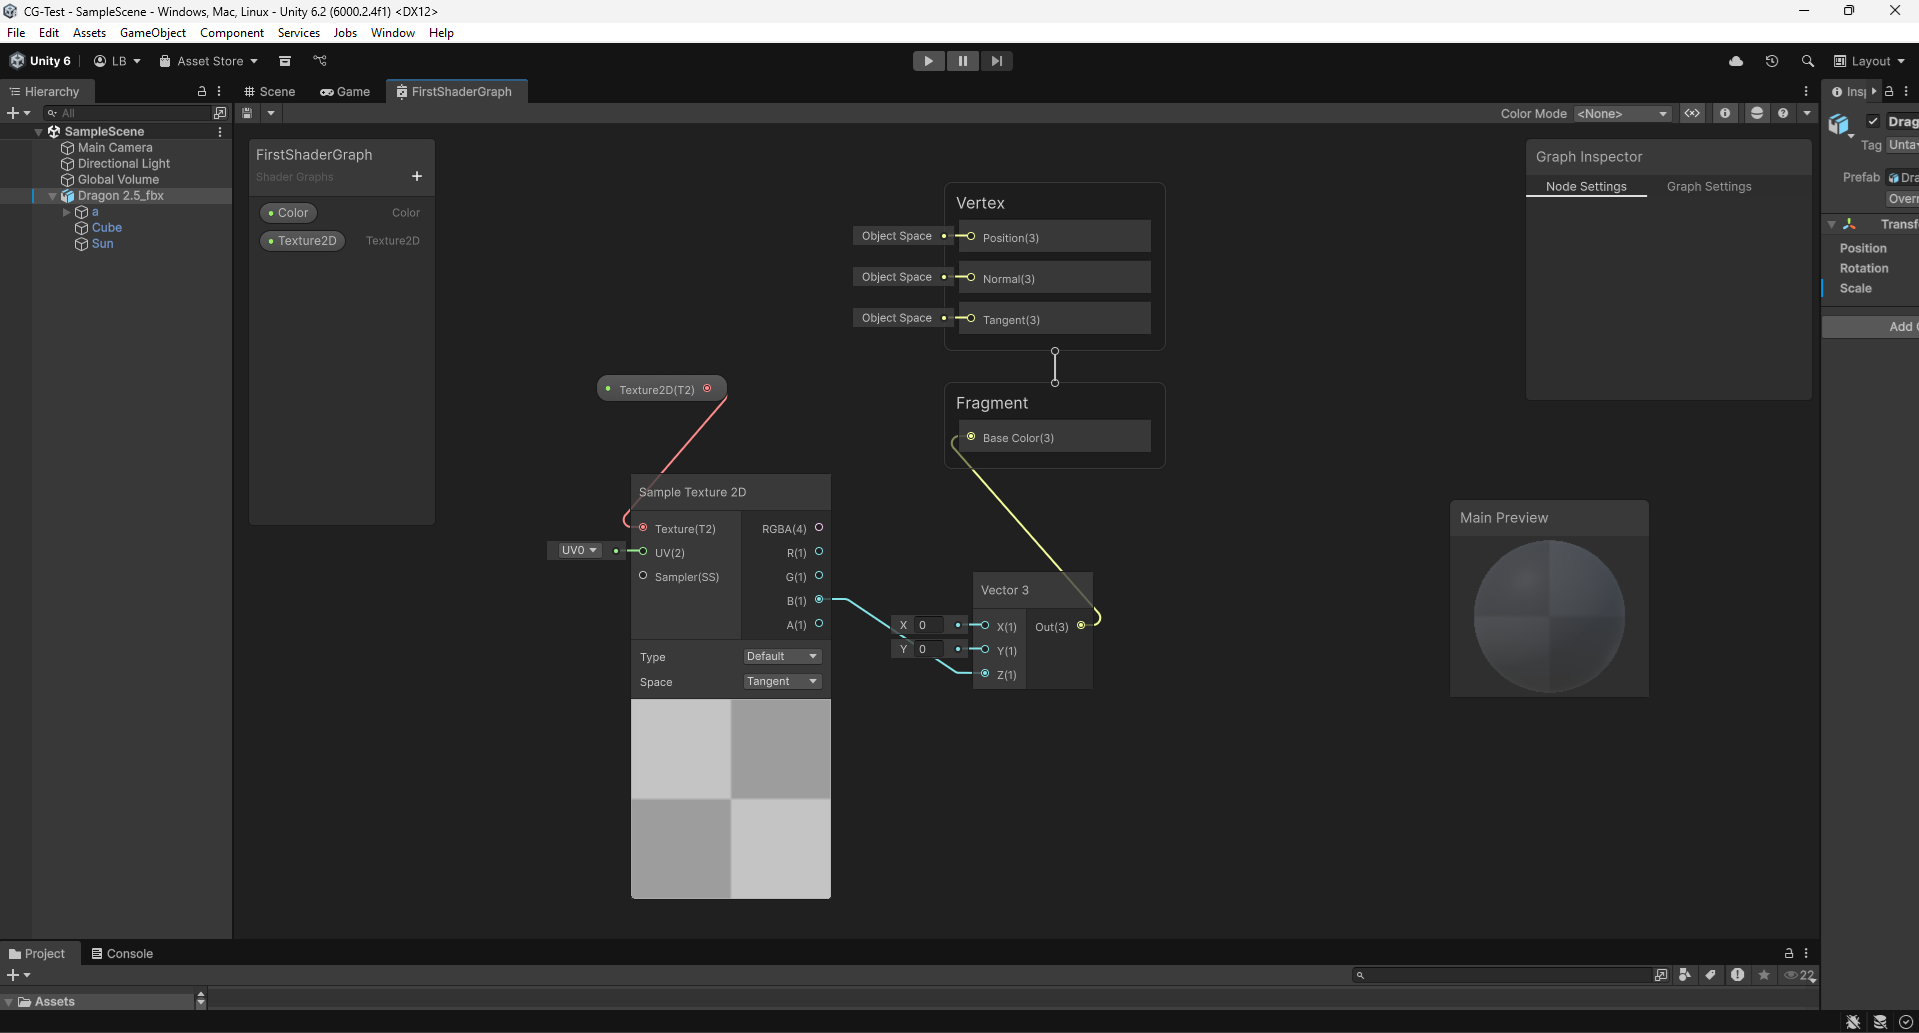 CG-Test - SampleScene - Windows, Mac, Linux - Unity 6.2 (6000.2.4f1) <DX12>
File Edit Assets GameObject Component Services Jobs Window Help
Unity 6 LB Asset Store Layout
Hierarchy
All
SampleScene
Main Camera
Directional Light
Global Volume
Dragon 2.5_fbx
a
Cube
Sun
Scene Game FirstShaderGraph
Color Mode <None>
FirstShaderGraph
Shader Graphs
Color Color
Texture2D Texture2D
Vertex
Object Space Position(3)
Object Space Normal(3)
Object Space Tangent(3)
Fragment
Base Color(3)
Texture2D(T2)
Sample Texture 2D
Texture(T2) RGBA(4)
UV0 UV(2) R(1)
Sampler(SS) G(1)
B(1)
A(1)
Type Default
Space Tangent
Vector 3
X 0 X(1) Out(3)
Y 0 Y(1)
Z(1)
Graph Inspector
Node Settings Graph Settings
Main Preview
Insp
Drag
Tag Unta
Prefab Dra
Overr
Transf
Position
Rotation
Scale
Add
Project Console
22
Assets